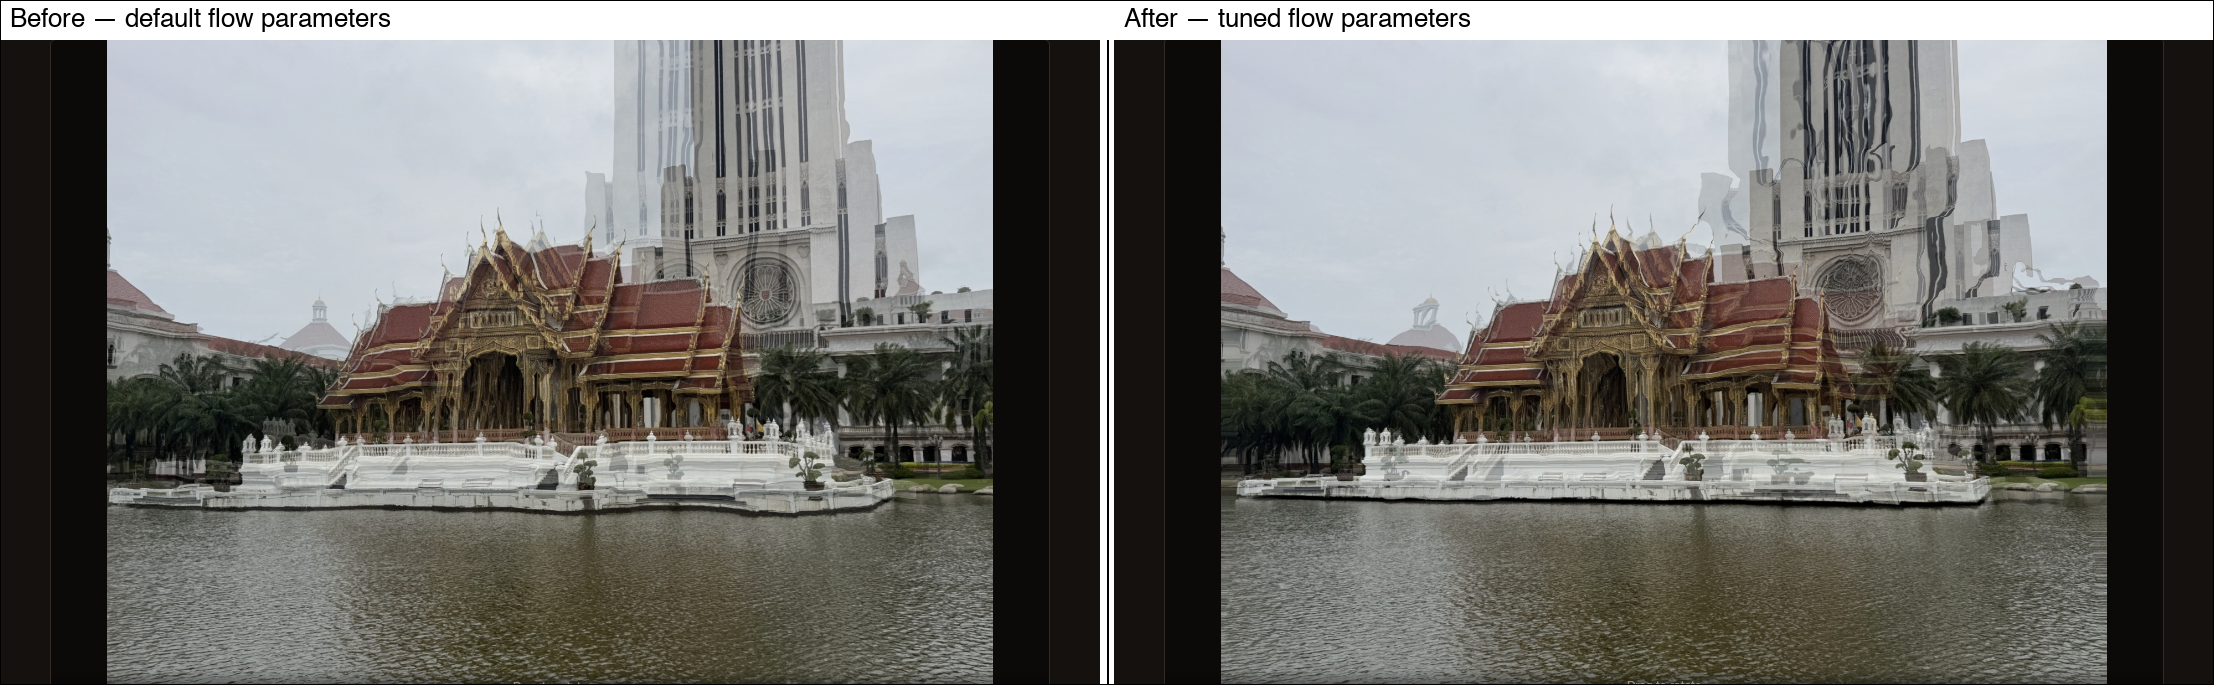 Before — default flow parameters
After — tuned flow parameters